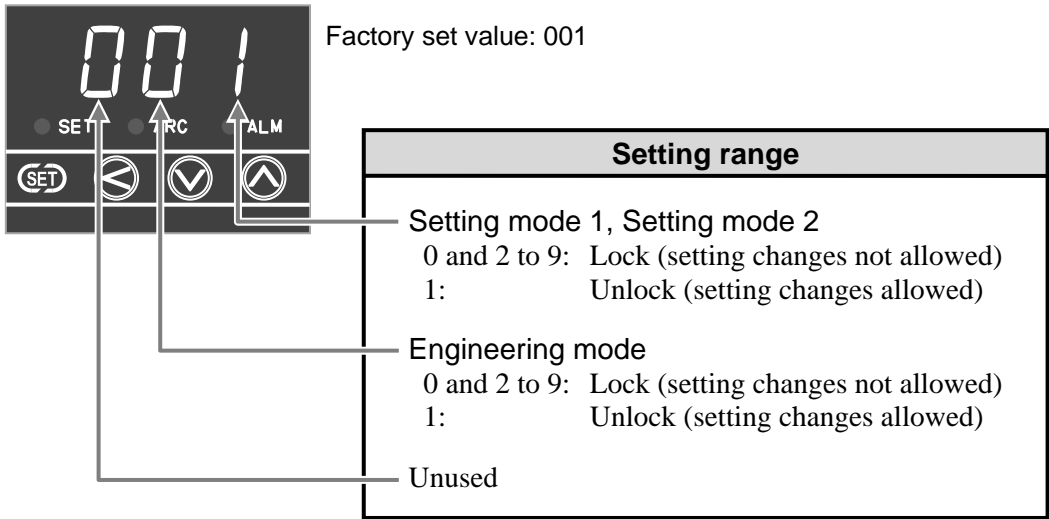 001
Factory set value: 001
SET ARC ALM
SET
Setting range
Setting mode 1, Setting mode 2
0 and 2 to 9: Lock (setting changes not allowed)
1: Unlock (setting changes allowed)
Engineering mode
0 and 2 to 9: Lock (setting changes not allowed)
1: Unlock (setting changes allowed)
Unused